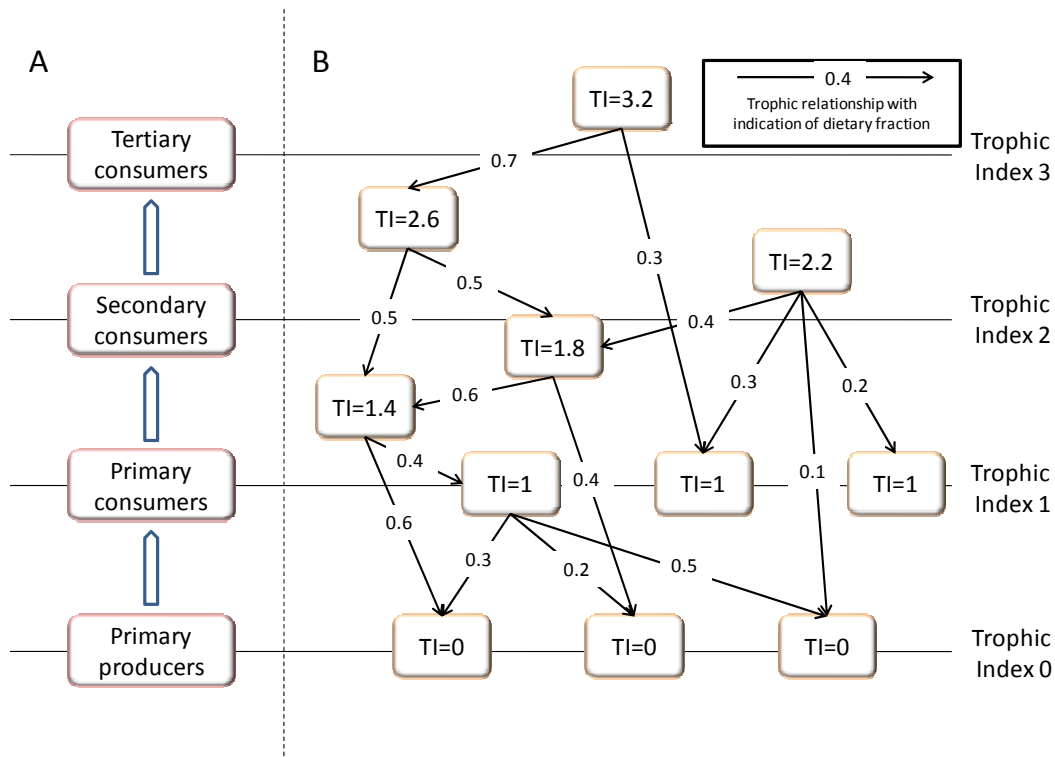 A
B
Tertiary
consumers
Secondary
consumers
Primary
consumers
Primary
producers
0.4
Trophic relationship with
indication of dietary fraction
Trophic
Index 3
Trophic
Index 2
Trophic
Index 1
Trophic
Index 0
TI=3.2
0.7
TI=2.6
0.3
TI=2.2
0.5
0.5
0.4
TI=1.8
0.3
0.2
0.6
TI=1.4
0.4
0.4
0.1
TI=1
TI=1
TI=1
0.6
0.3
0.2
0.5
TI=0
TI=0
TI=0